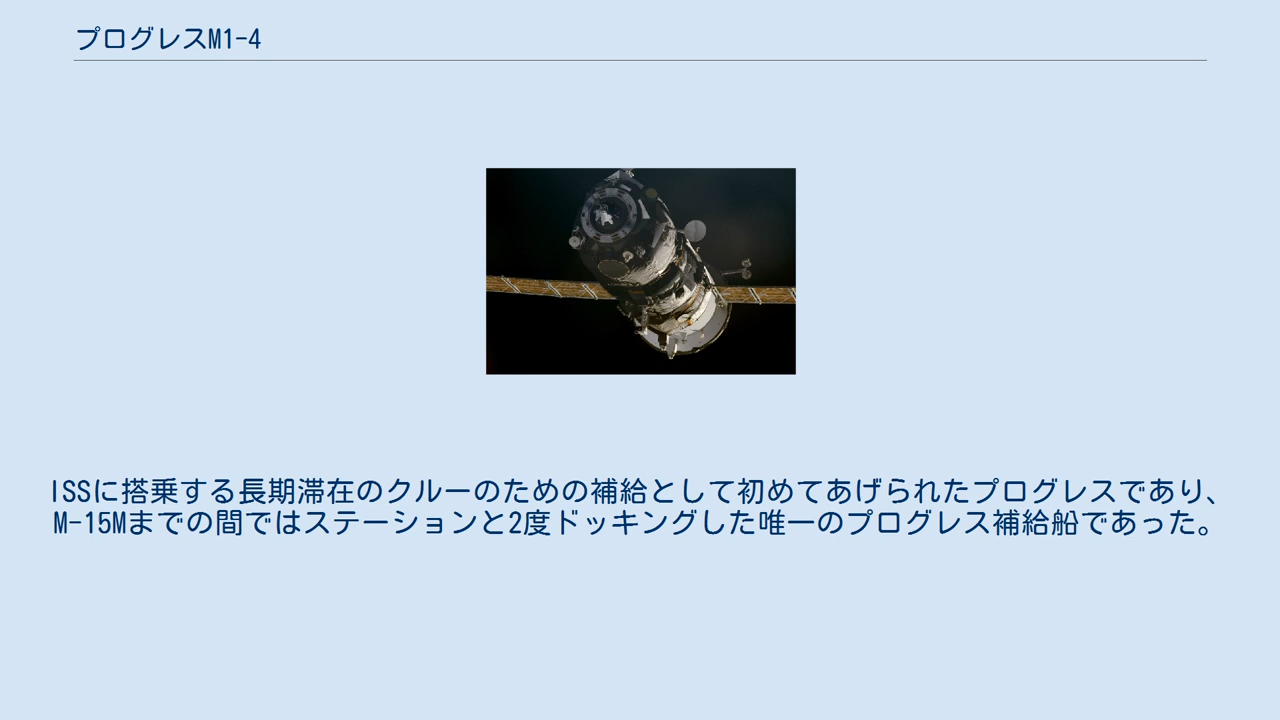 プログレスM1-4
ISSに搭乗する長期滞在のクルーのための補給として初めてあげられたプログレスであり、
M-15Mまでの間ではステーションと2度ドッキングした唯一のプログレス補給船であった。